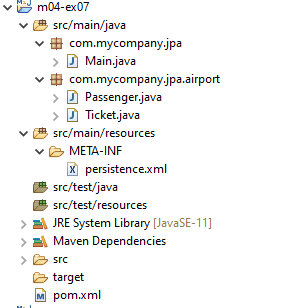 m04-ex07
src/main/java
com.mycompany.jpa
Main.java
com.mycompany.jpa.airport
Passenger.java
Ticket.java
src/main/resources
META-INF
persistence.xml
src/test/java
src/test/resources
JRE System Library [JavaSE-11]
Maven Dependencies
src
target
pom.xml